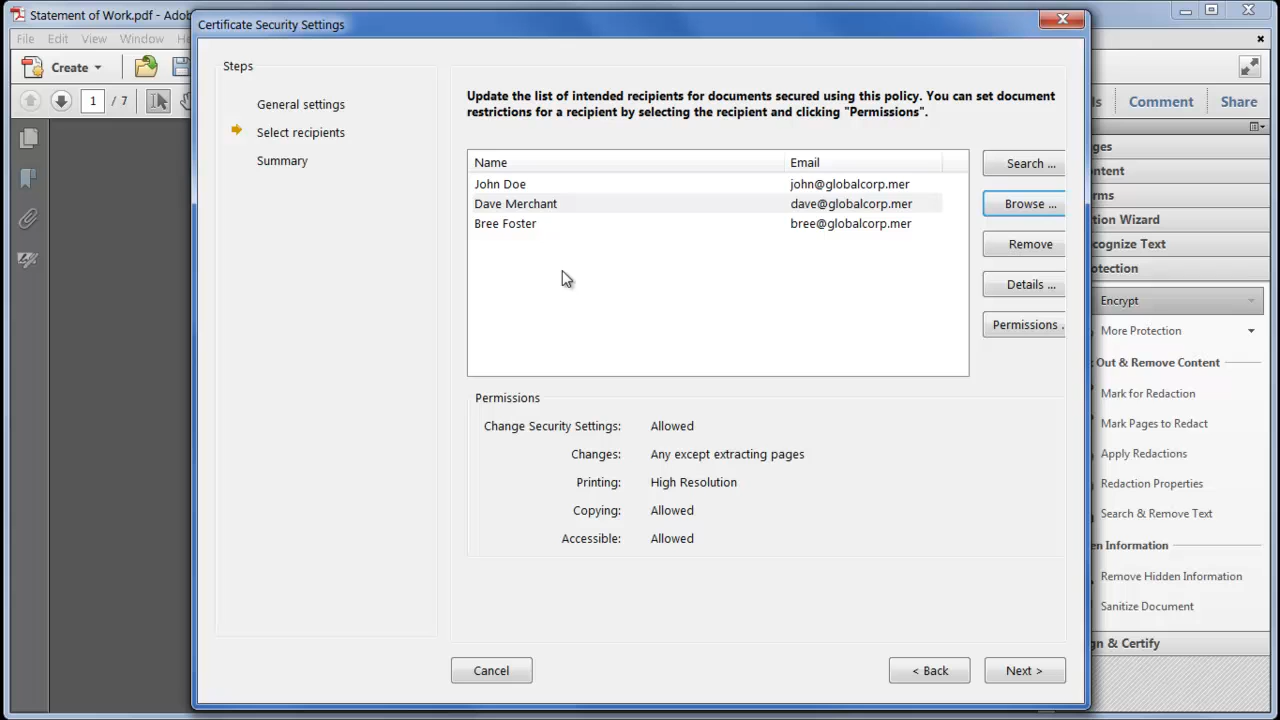 Statement of Work.pdf - Adob
Certificate Security Settings
File Edit View Window He
Create
1 / 7
Comment
Share
Steps
General settings
Select recipients
Summary
Update the list of intended recipients for documents secured using this policy. You can set document
restrictions for a recipient by selecting the recipient and clicking "Permissions".
Name Email
John Doe john@globalcorp.mer
Dave Merchant dave@globalcorp.mer
Bree Foster bree@globalcorp.mer
Search ...
Browse ...
Remove
Details ...
Permissions .
Permissions
Change Security Settings: Allowed
Changes: Any except extracting pages
Printing: High Resolution
Copying: Allowed
Accessible: Allowed
Cancel
< Back
Next >
ls
ges
ontent
rms
ction Wizard
cognize Text
otection
Encrypt
More Protection
Out & Remove Content
Mark for Redaction
Mark Pages to Redact
Apply Redactions
Redaction Properties
Search & Remove Text
en Information
Remove Hidden Information
Sanitize Document
gn & Certify